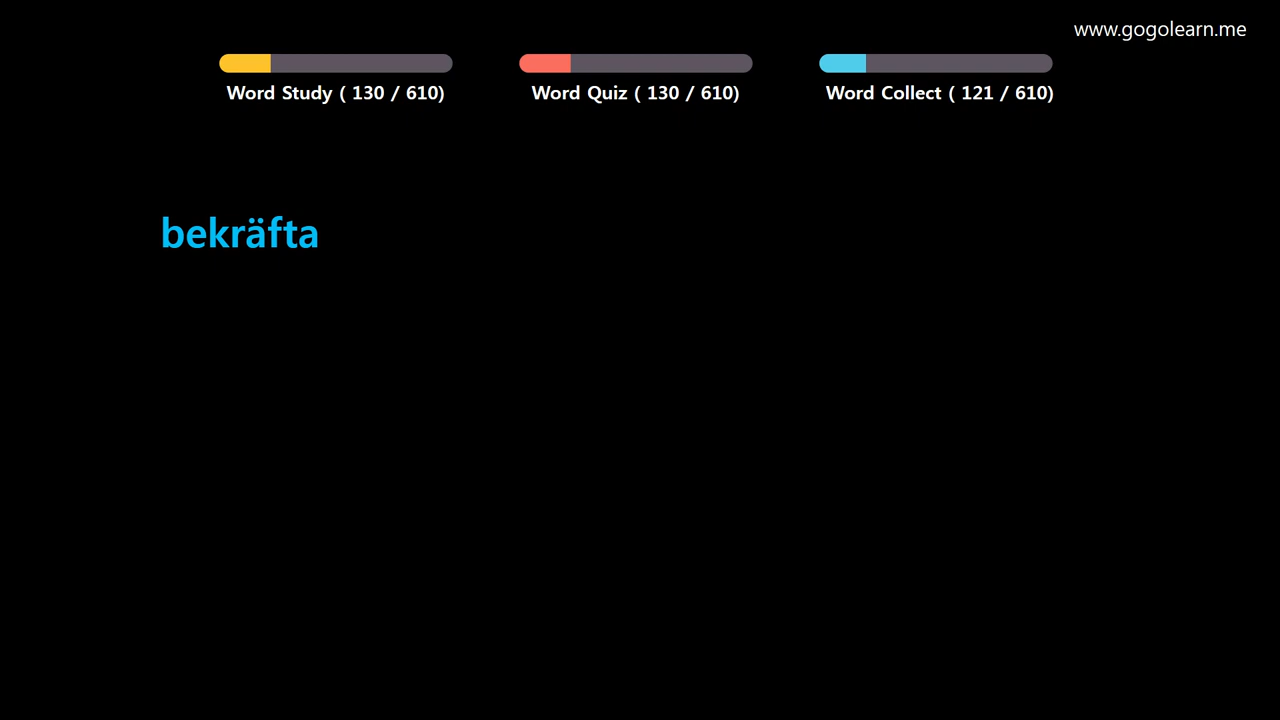 www.gogolearn.me
Word Study ( 130 / 610)
Word Quiz ( 130 / 610)
Word Collect ( 121 / 610)
bekräfta